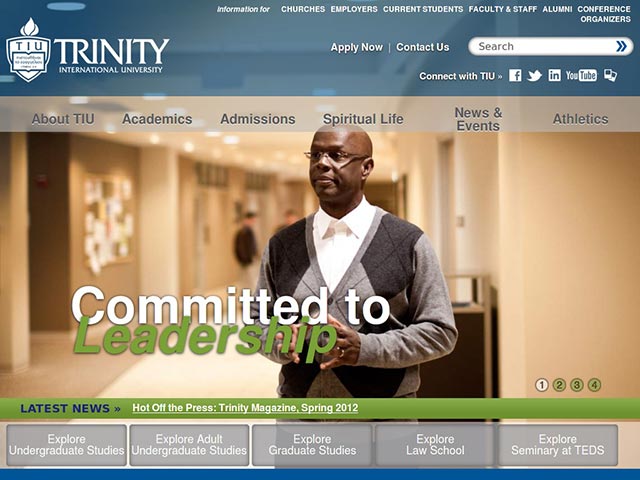 Information for CHURCHES EMPLOYERS CURRENT STUDENTS FACULTY & STAFF ALUMNI CONFERENCE
ORGANIZERS
TIU
TRINITY
INTERNATIONAL UNIVERSITY
Apply Now | Contact Us
Search
Connect with TIU »
You Tube
About TIU Academics Admissions Spiritual Life News & Events Athletics
Committed to
Leadership
1 2 3 4
LATEST NEWS » Hot Off the Press: Trinity Magazine, Spring 2012
Explore
Undergraduate Studies
Explore Adult
Undergraduate Studies
Explore
Graduate Studies
Explore
Law School
Explore
Seminary at TEDS